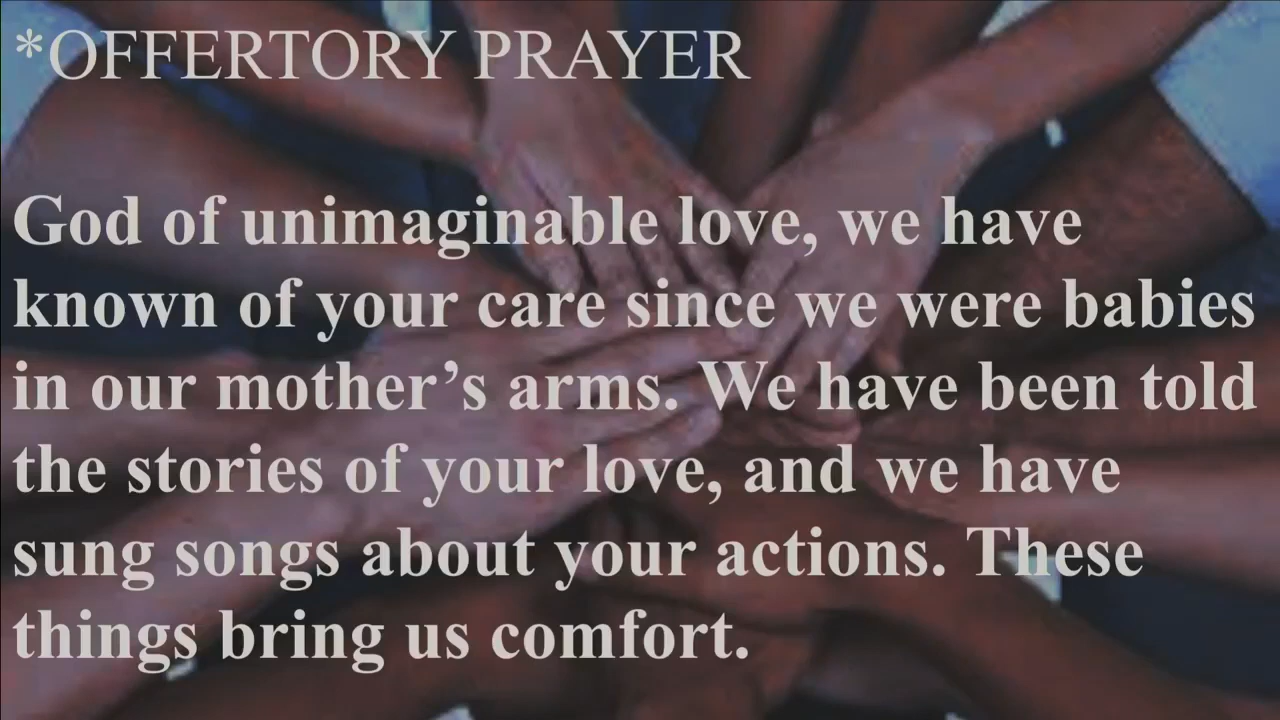 *OFFERTORY PRAYER
God of unimaginable love, we have
known of your care since we were babies
in our mother’s arms. We have been told
the stories of your love, and we have
sung songs about your actions. These
things bring us comfort.